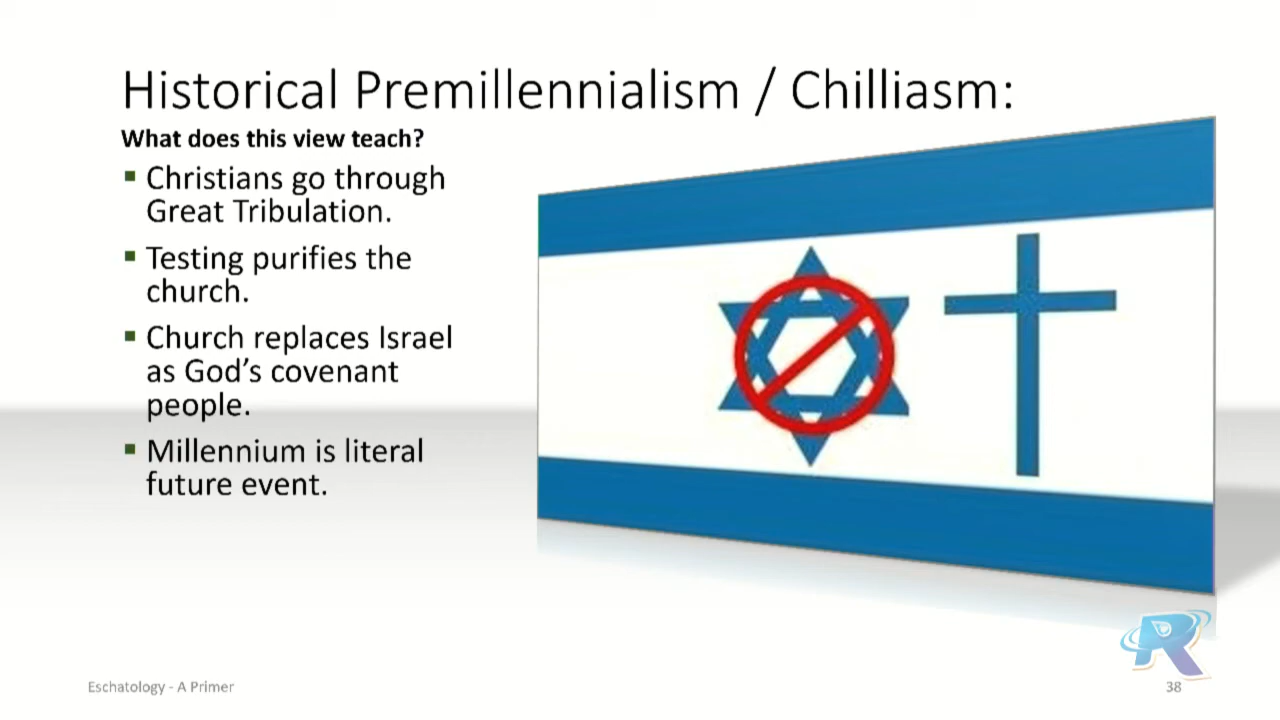 Historical Premillennialism / Chilliasm:
What does this view teach?
▪ Christians go through
Great Tribulation.
▪ Testing purifies the
church.
▪ Church replaces Israel
as God's covenant
people.
▪ Millennium is literal
future event.
R
Eschatology - A Primer
38